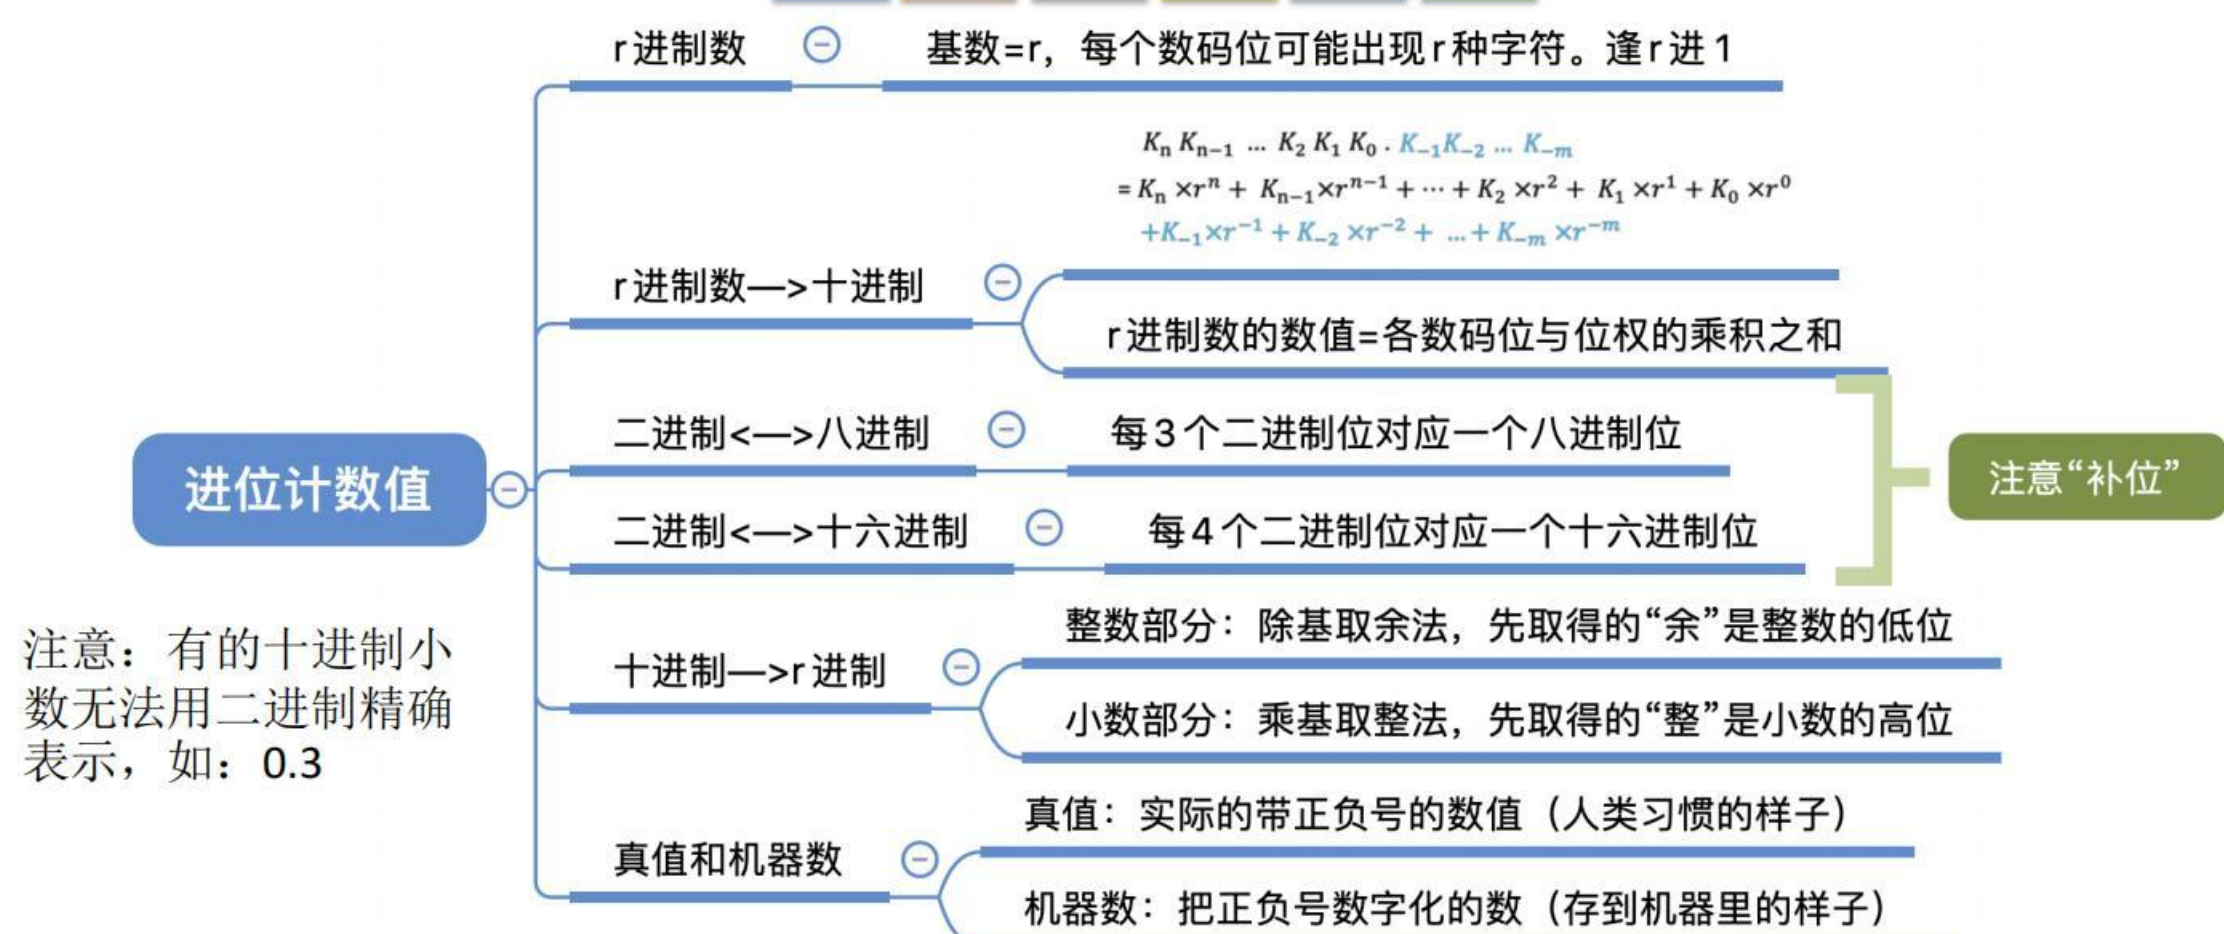 r进制数
基数=r，每个数码位可能出现r种字符。逢r进1
Kₙ Kₙ₋₁ … K₂ K₁ K₀ . K₋₁K₋₂ … K₋ₘ
= Kₙ ×rⁿ + Kₙ₋₁×rⁿ⁻¹ + ⋯ + K₂ ×r² + K₁ ×r¹ + K₀ ×r⁰
+K₋₁×r⁻¹ + K₋₂ ×r⁻² + … + K₋ₘ ×r⁻ᵐ
r进制数—>十进制
r进制数的数值=各数码位与位权的乘积之和
二进制<—>八进制
每3个二进制位对应一个八进制位
进位计数值
注意“补位”
二进制<—>十六进制
每4个二进制位对应一个十六进制位
整数部分：除基取余法，先取得的“余”是整数的低位
十进制—>r进制
小数部分：乘基取整法，先取得的“整”是小数的高位
注意：有的十进制小
数无法用二进制精确
表示，如：0.3
真值：实际的带正负号的数值（人类习惯的样子）
真值和机器数
机器数：把正负号数字化的数（存到机器里的样子）